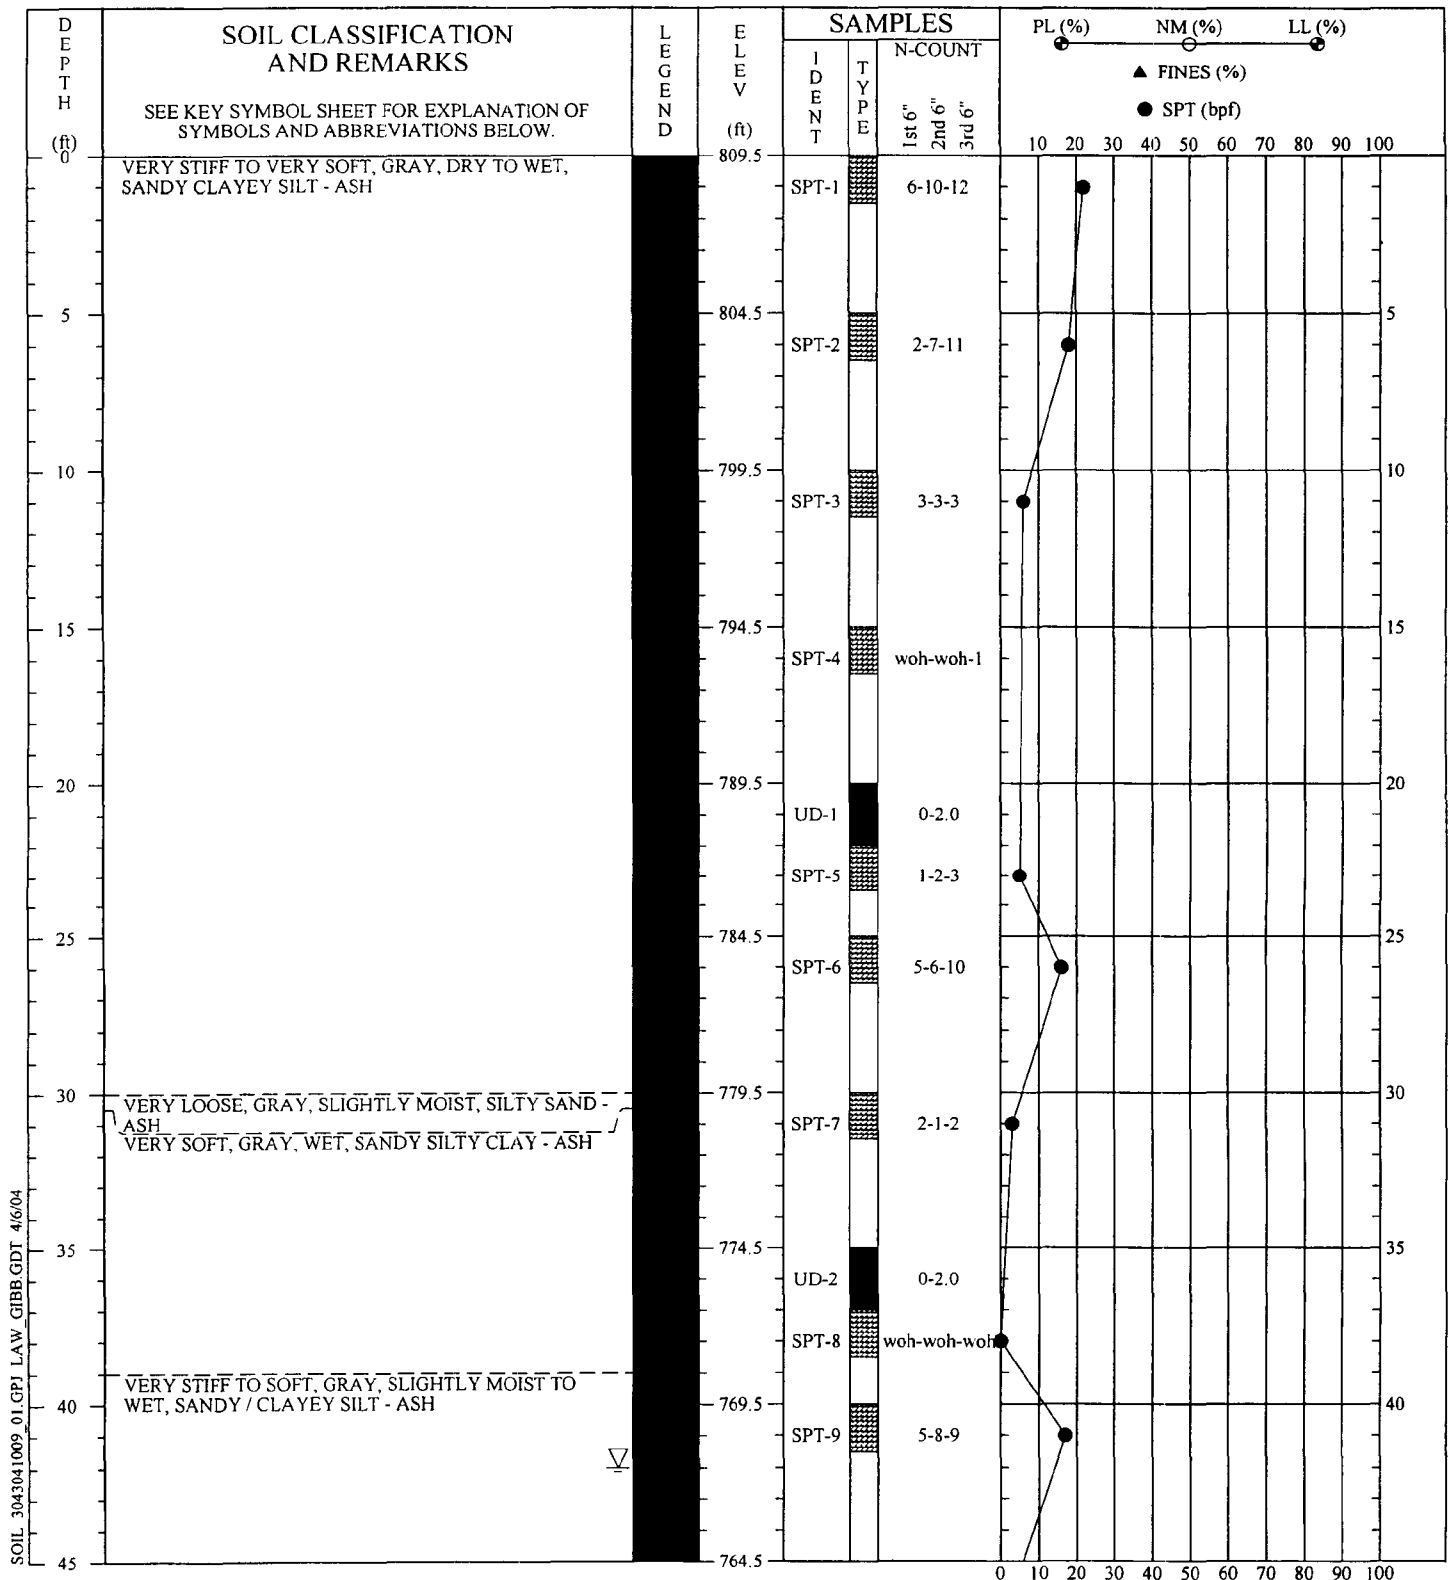 DEPTH (ft)
SOIL CLASSIFICATION
AND REMARKS
SEE KEY SYMBOL SHEET FOR EXPLANATION OF
SYMBOLS AND ABBREVIATIONS BELOW.
LEGEND
ELEV (ft)
SAMPLES
IDENT
TYPE
N-COUNT
1st 6"
2nd 6"
3rd 6"
PL (%) NM (%) LL (%)
▲ FINES (%)
● SPT (bpf)
10 20 30 40 50 60 70 80 90 100
0 809.5
VERY STIFF TO VERY SOFT, GRAY, DRY TO WET,
SANDY CLAYEY SILT - ASH
SPT-1 6-10-12
5 804.5 5
SPT-2 2-7-11
10 799.5 10
SPT-3 3-3-3
15 794.5 15
SPT-4 woh-woh-1
20 789.5 20
UD-1 0-2.0
SPT-5 1-2-3
25 784.5 25
SPT-6 5-6-10
30 779.5 30
VERY LOOSE, GRAY, SLIGHTLY MOIST, SILTY SAND -
ASH
SPT-7 2-1-2
VERY SOFT, GRAY, WET, SANDY SILTY CLAY - ASH
35 774.5 35
UD-2 0-2.0
SPT-8 woh-woh-woh
VERY STIFF TO SOFT, GRAY, SLIGHTLY MOIST TO
WET, SANDY / CLAYEY SILT - ASH
40 769.5 40
SPT-9 5-8-9
45 764.5
0 10 20 30 40 50 60 70 80 90 100
SOIL 3043041009_01.GPJ LAW_GIBB.GDT 4/6/04